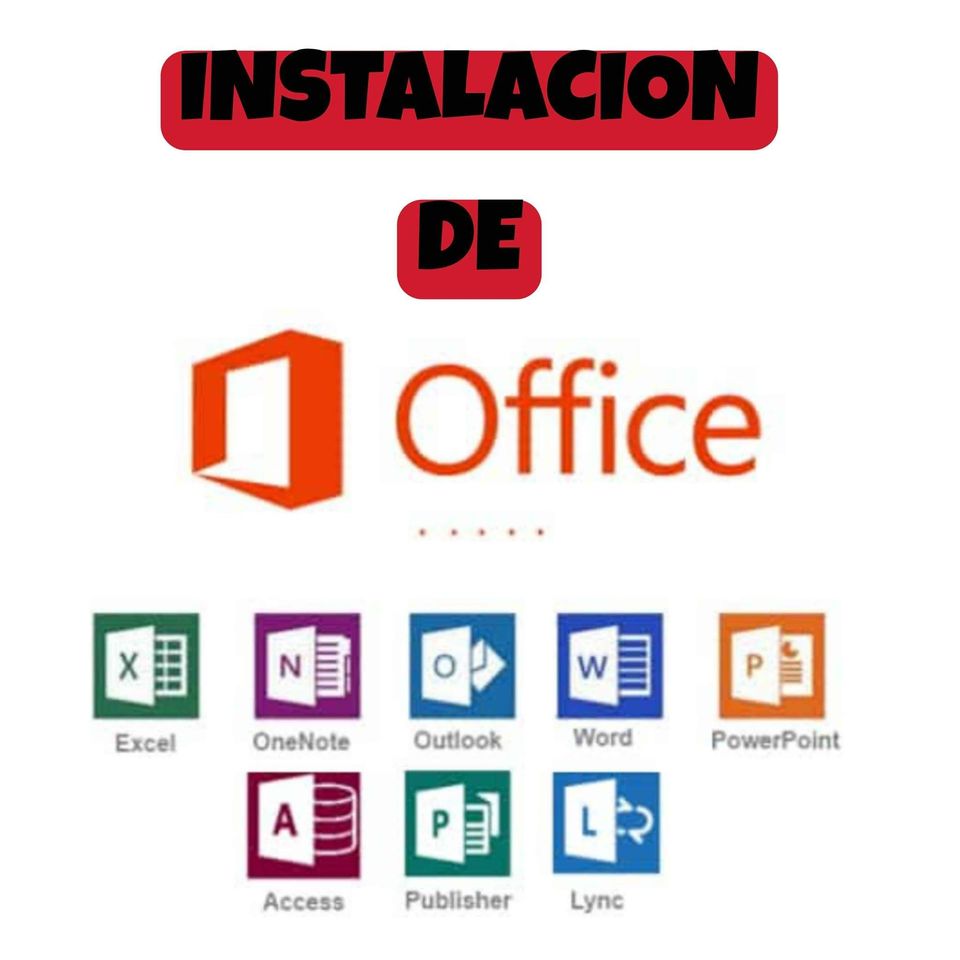 INSTALACION
DE
Office
X N O W P
Excel OneNote Outlook Word PowerPoint
A P L
Access Publisher Lync